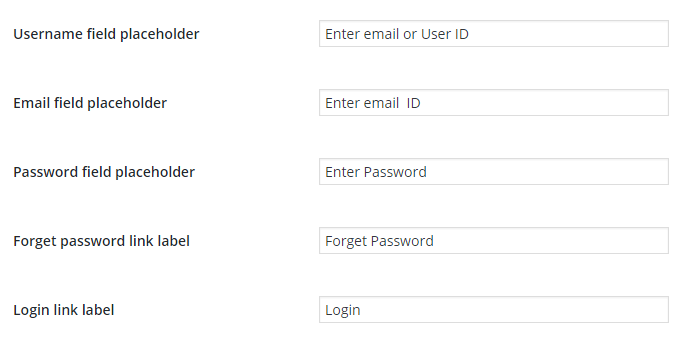 Username field placeholder Enter email or User ID
Email field placeholder Enter email  ID
Password field placeholder Enter Password
Forget password link label Forget Password
Login link label Login